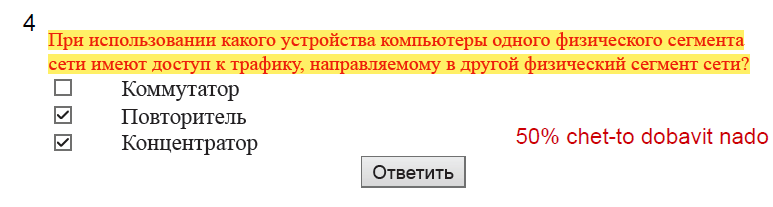 4
При использовании какого устройства компьютеры одного физического сегмента
сети имеют доступ к трафику, направляемому в другой физический сегмент сети?
Коммутатор
Повторитель
Концентратор
50% chet-to dobavit nado
Ответить